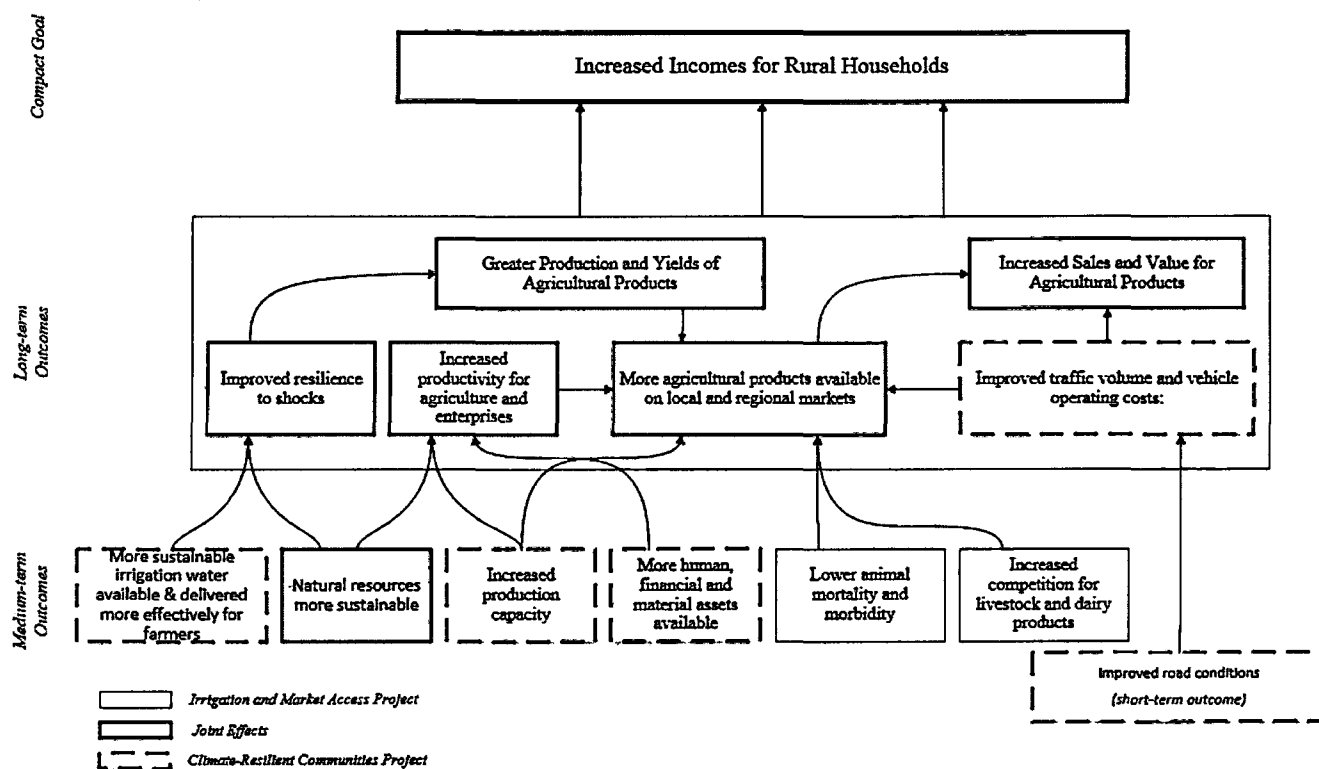 Compact Goal
Increased Incomes for Rural Households
Long-term
Outcomes
Greater Production and Yields of
Agricultural Products
Increased Sales and Value for
Agricultural Products
Improved resilience
to shocks
Increased
productivity for
agriculture and
enterprises
More agricultural products available
on local and regional markets
Improved traffic volume and vehicle
operating costs:
Medium-term
Outcomes
More sustainable
irrigation water
available & delivered
more effectively for
farmers
Natural resources
more sustainable
Increased
production
capacity
More human,
financial and
material assets
available
Lower animal
mortality and
morbidity
Increased
competition for
livestock and dairy
products
Improved road conditions
(short-term outcome)
Irrigation and Market Access Project
Joint Effects
Climate-Resilient Communities Project